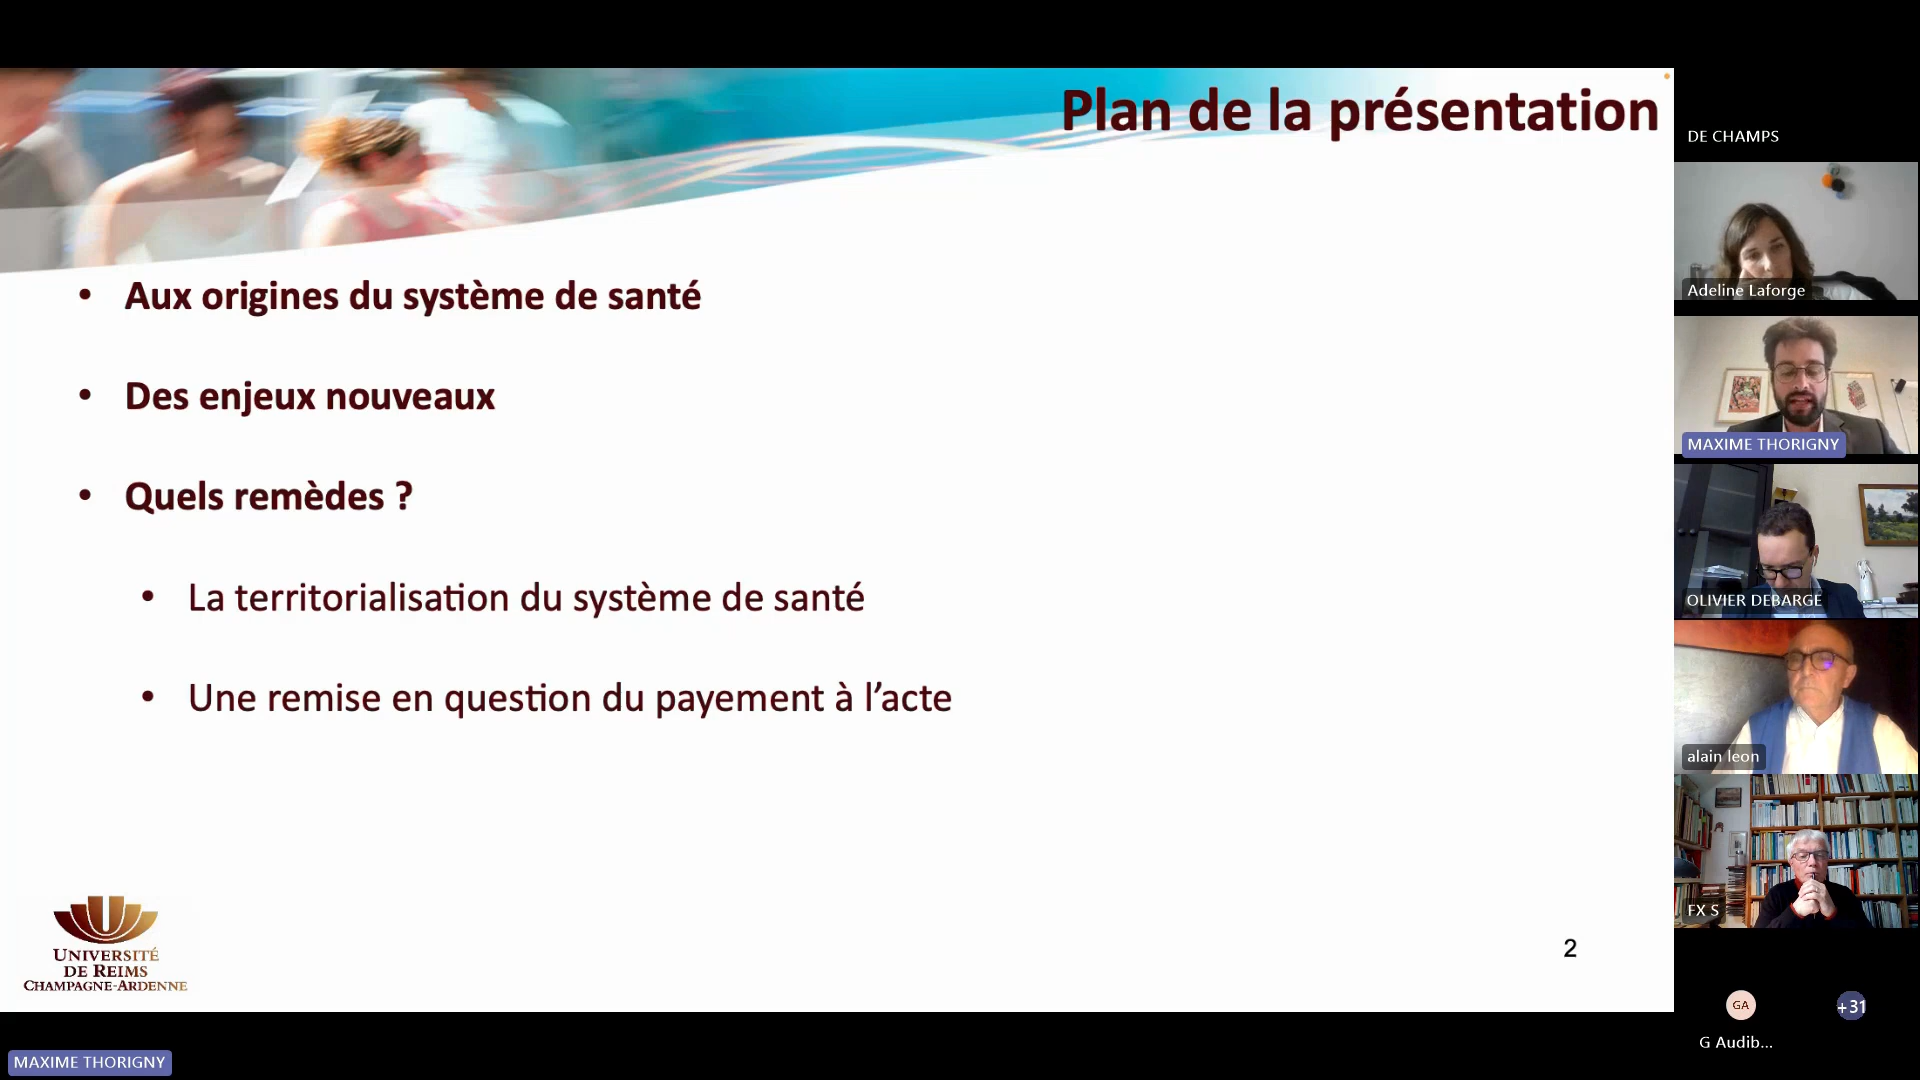 Plan de la présentation
• Aux origines du système de santé
• Des enjeux nouveaux
• Quels remèdes ?
• La territorialisation du système de santé
• Une remise en question du payement à l’acte
UNIVERSITÉ
DE REIMS
CHAMPAGNE-ARDENNE
2
DE CHAMPS
Adeline Laforge
MAXIME THORIGNY
OLIVIER DEBARGE
alain leon
FX S
GA
+31
G Audib...
MAXIME THORIGNY